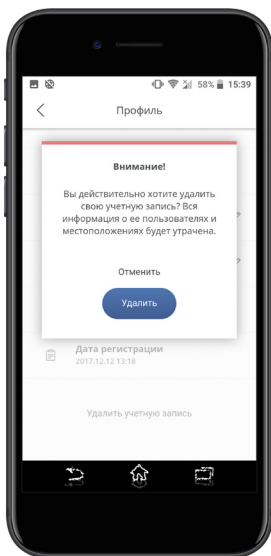 58% 15:39
Профиль
Внимание!
Вы действительно хотите удалить
свою учетную запись? Вся
информация о ее пользователях и
местоположениях будет утрачена.
Отменить
Удалить
Дата регистрации
2017.12.12 13:18
Удалить учетную запись